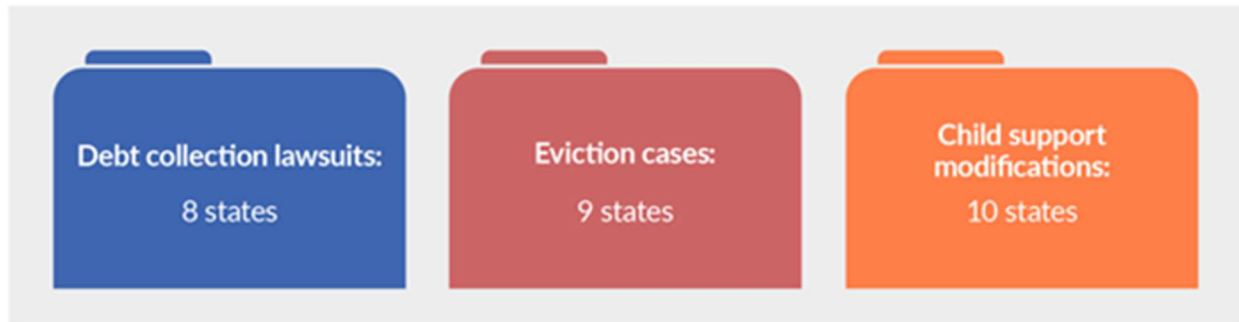 Debt collection lawsuits:
8 states
Eviction cases:
9 states
Child support
modifications:
10 states